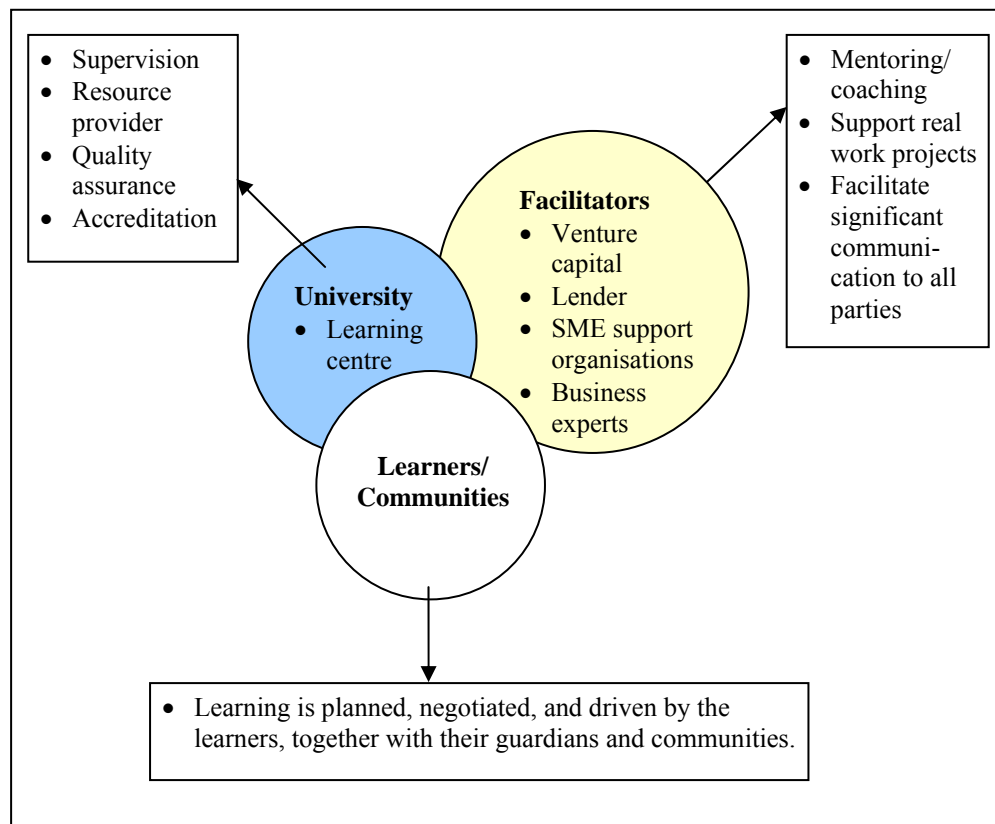 • Supervision
• Resource
provider
• Quality
assurance
• Accreditation
• Mentoring/
coaching
• Support real
work projects
• Facilitate
significant
communi-
cation to all
parties
Facilitators
• Venture
capital
• Lender
• SME support
organisations
• Business
experts
University
• Learning
centre
Learners/
Communities
• Learning is planned, negotiated, and driven by the
learners, together with their guardians and communities.